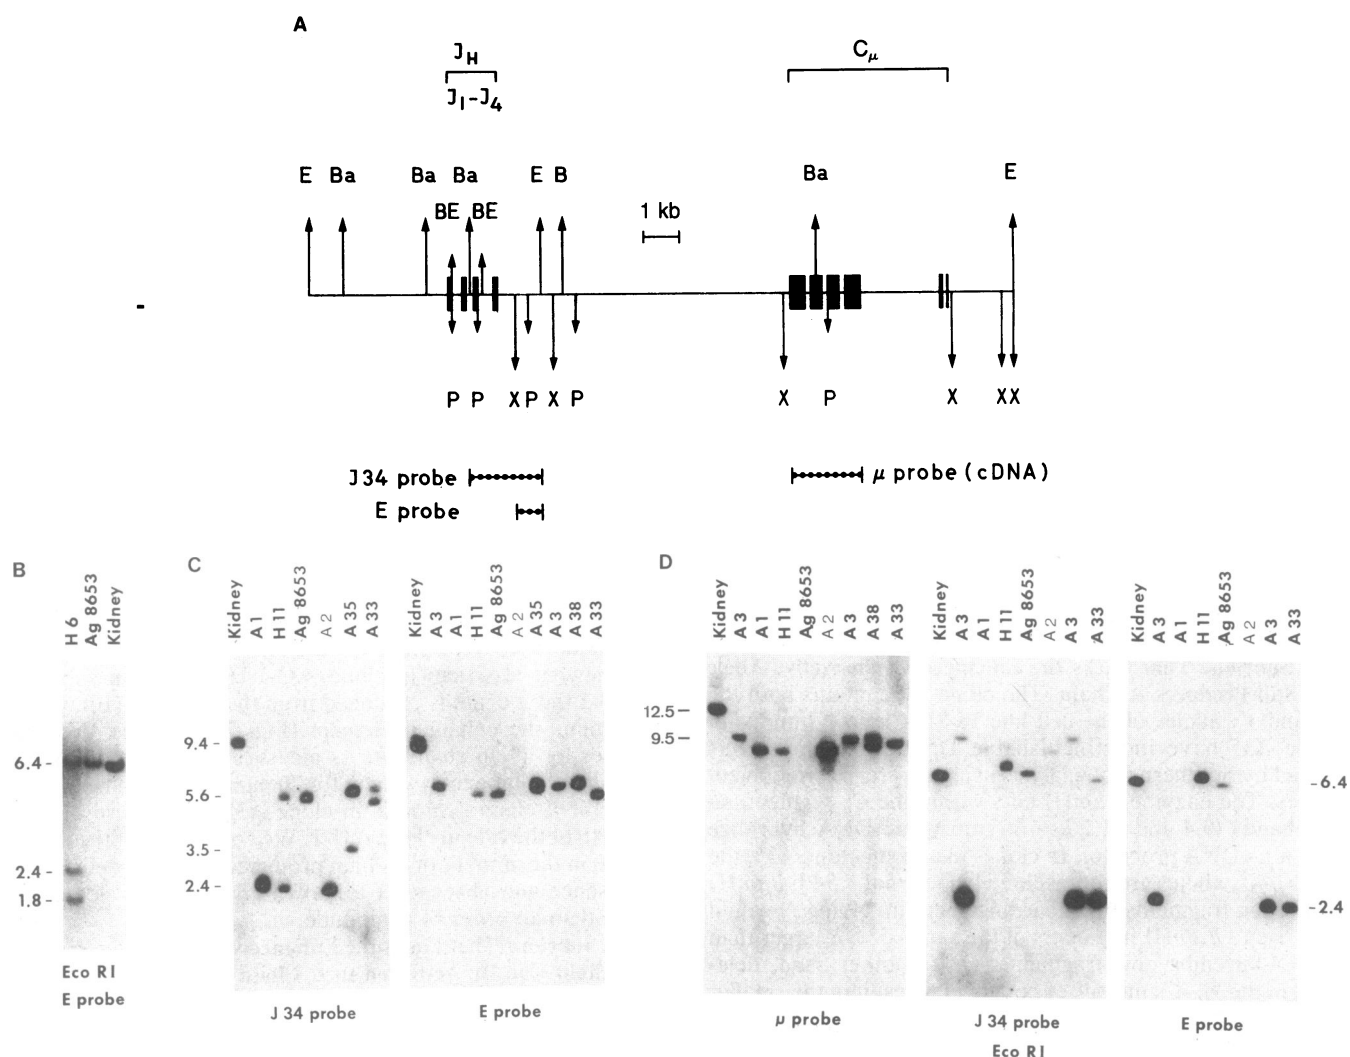 A
J_H
J_1-J_4
C_μ
E Ba Ba Ba E B Ba E
BE BE
1 kb
P P X P X P X P X X X
J34 probe
μ probe (cDNA)
E probe
B
H 6
Ag 8653
Kidney
6.4
2.4
1.8
Eco RI
E probe
C
Kidney
A 1
H 11
Ag 8653
A 2
A 35
A 33
9.4
5.6
3.5
2.4
J 34 probe
Kidney
A 3
A 1
H 11
Ag 8653
A 2
A 35
A 3
A 38
A 33
E probe
D
Kidney
A 3
A 1
H 11
Ag 8653
A 2
A 3
A 38
A 33
12.5
9.5
μ probe
Kidney
A 3
A 1
H 11
Ag 8653
A 2
A 3
A 33
J 34 probe
Eco RI
Kidney
A 3
A 1
H 11
Ag 8653
A 2
A 3
A 33
-6.4
-2.4
E probe